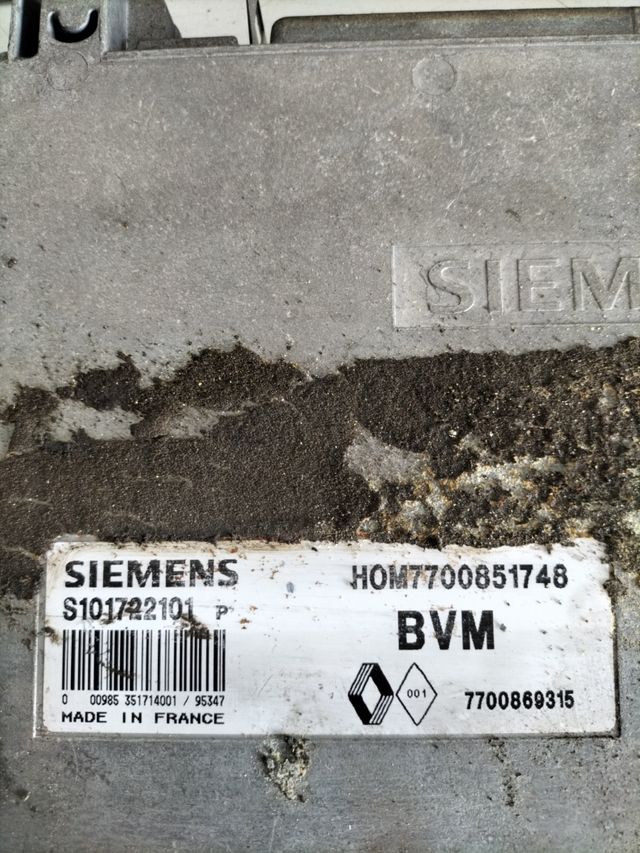 SIEM
SIEMENS
S101722101 P
HOM7700851748
BVM
0 00985 351714001 / 95347
MADE IN FRANCE
001
7700869315